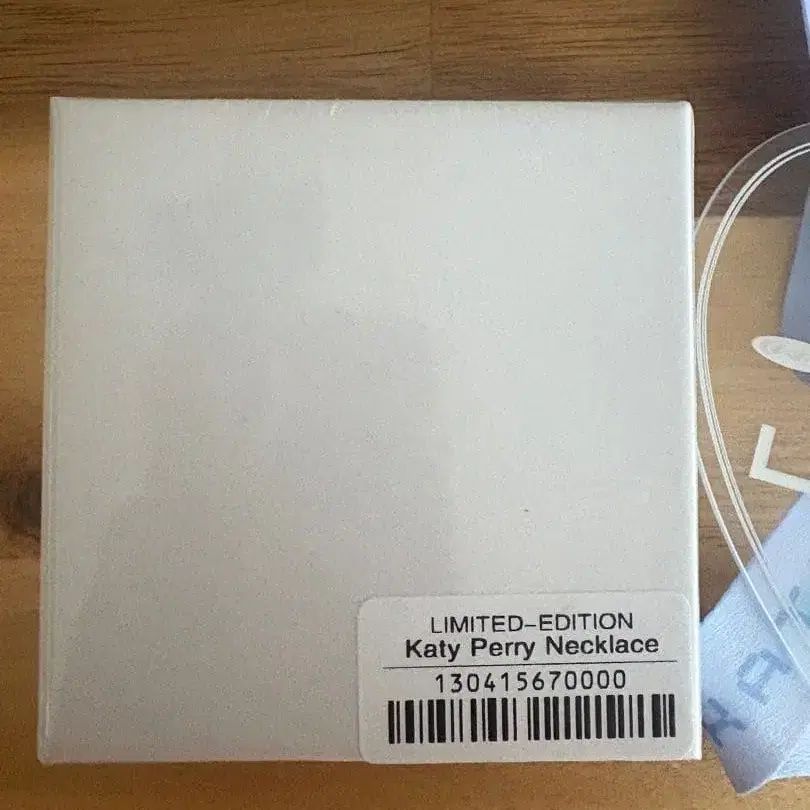 LIMITED-EDITION
Katy Perry Necklace
130415670000